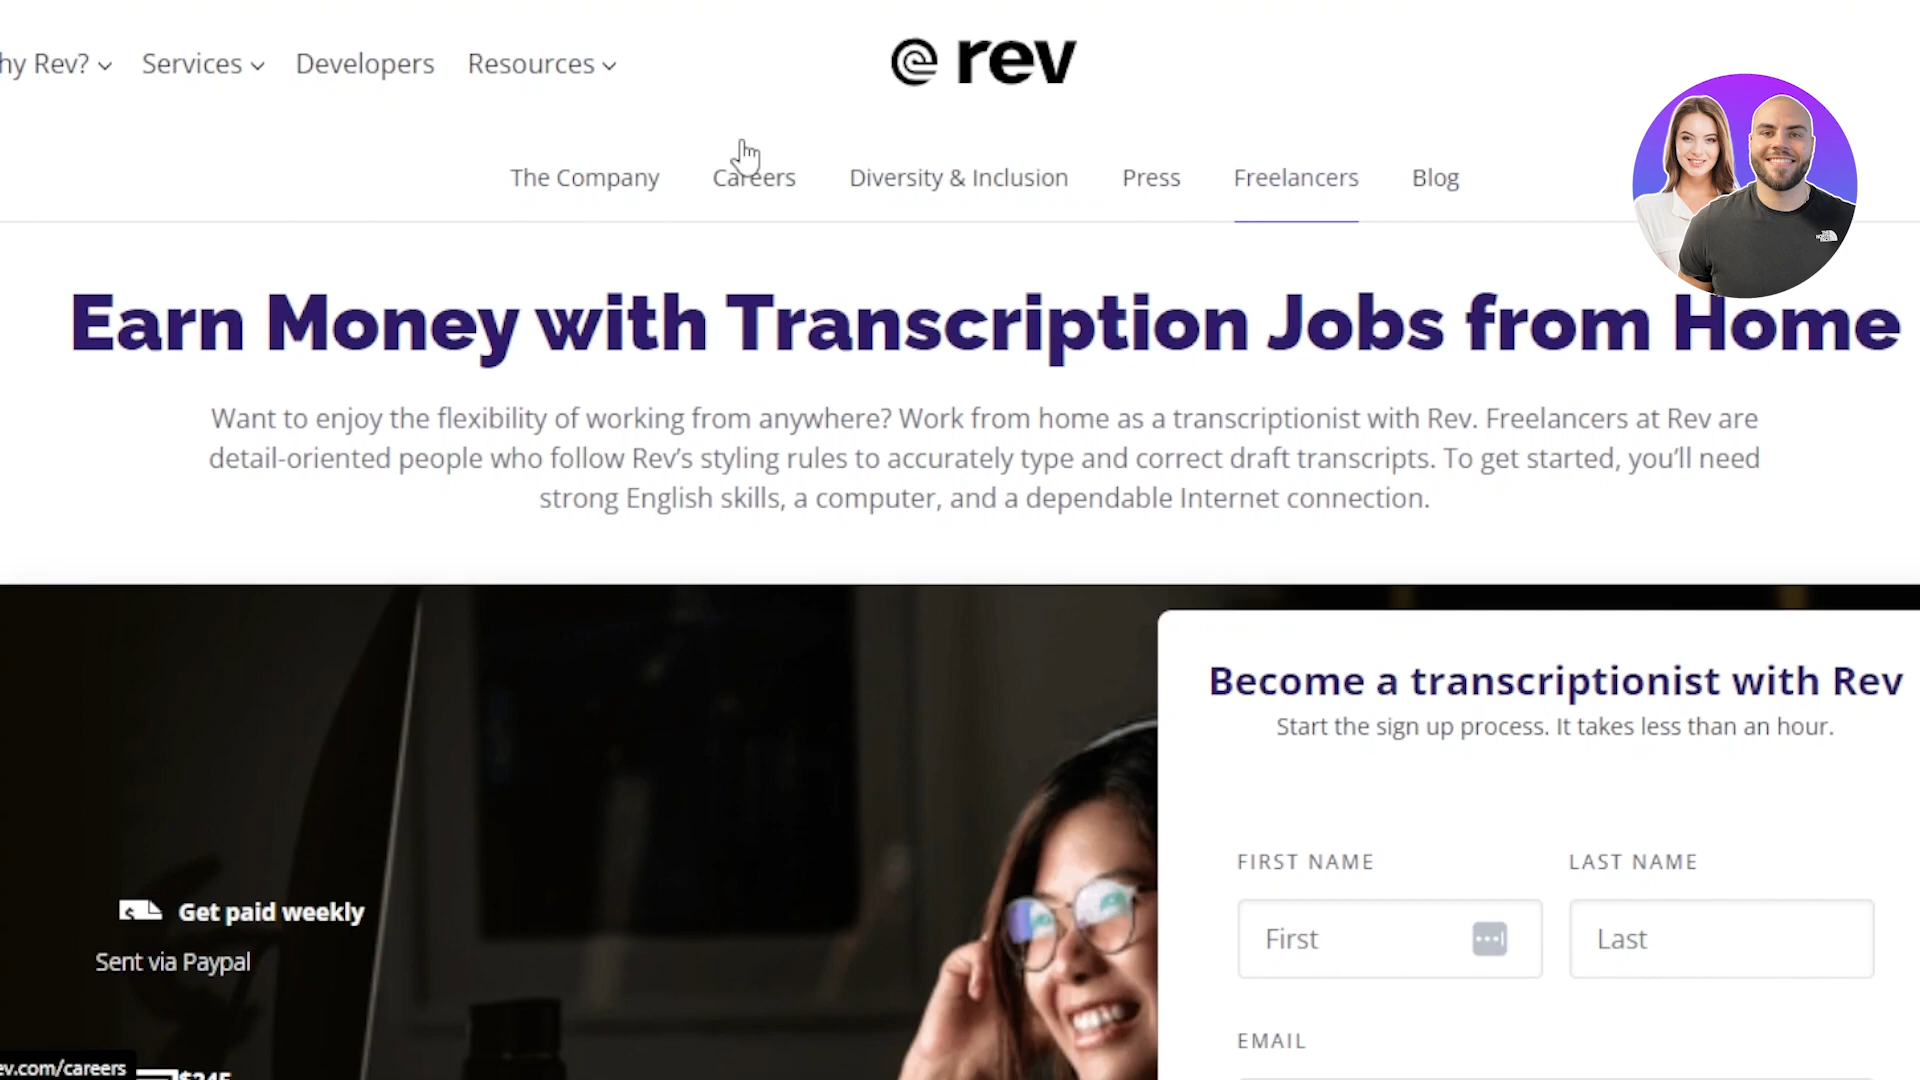 hy Rev? Services Developers Resources
rev
The Company Careers Diversity & Inclusion Press Freelancers Blog
THE NORTH FACE
Earn Money with Transcription Jobs from Home
Want to enjoy the flexibility of working from anywhere? Work from home as a transcriptionist with Rev. Freelancers at Rev are
detail-oriented people who follow Rev's styling rules to accurately type and correct draft transcripts. To get started, you'll need
strong English skills, a computer, and a dependable Internet connection.
Become a transcriptionist with Rev
Start the sign up process. It takes less than an hour.
FIRST NAME LAST NAME
First Last
Get paid weekly
Sent via Paypal
EMAIL
ev.com/careers
$245